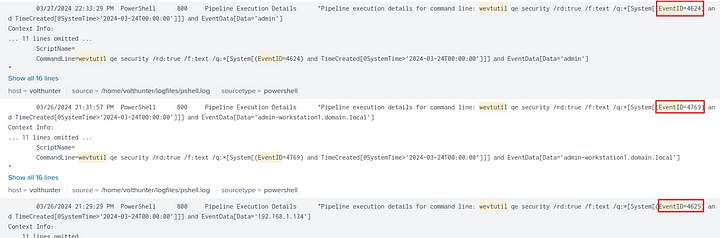 03/27/2024 22:33:29 PM PowerShell 800 Pipeline Execution Details "Pipeline execution details for command line: wevtutil qe security /rd:true /f:text /q:*[System[(EventID=4624) an
d TimeCreated[@SystemTime>'2024-03-24T00:00:00']]] and EventData[Data='admin']
Context Info:
... 11 lines omitted ...
ScriptName=
CommandLine=wevtutil qe security /rd:true /f:text /q:*[System[(EventID=4624) and TimeCreated[@SystemTime>'2024-03-24T00:00:00']]] and EventData[Data='admin']
"
Show all 16 lines
host = volthunter source = /home/volthunter/logfiles/pshell.log sourcetype = powershell
03/26/2024 21:31:57 PM PowerShell 800 Pipeline Execution Details "Pipeline execution details for command line: wevtutil qe security /rd:true /f:text /q:*[System[(EventID=4769) an
d TimeCreated[@SystemTime>'2024-03-24T00:00:00']]] and EventData[Data='admin-workstation1.domain.local']
Context Info:
... 11 lines omitted ...
ScriptName=
CommandLine=wevtutil qe security /rd:true /f:text /q:*[System[(EventID=4769) and TimeCreated[@SystemTime>'2024-03-24T00:00:00']]] and EventData[Data='admin-workstation1.domain.local']
"
Show all 16 lines
host = volthunter source = /home/volthunter/logfiles/pshell.log sourcetype = powershell
03/26/2024 21:29:29 PM PowerShell 800 Pipeline Execution Details "Pipeline execution details for command line: wevtutil qe security /rd:true /f:text /q:*[System[(EventID=4625) an
d TimeCreated[@SystemTime>'2024-03-24T00:00:00']]] and EventData[Data='192.168.1.134']
Context Info:
... 11 lines omitted